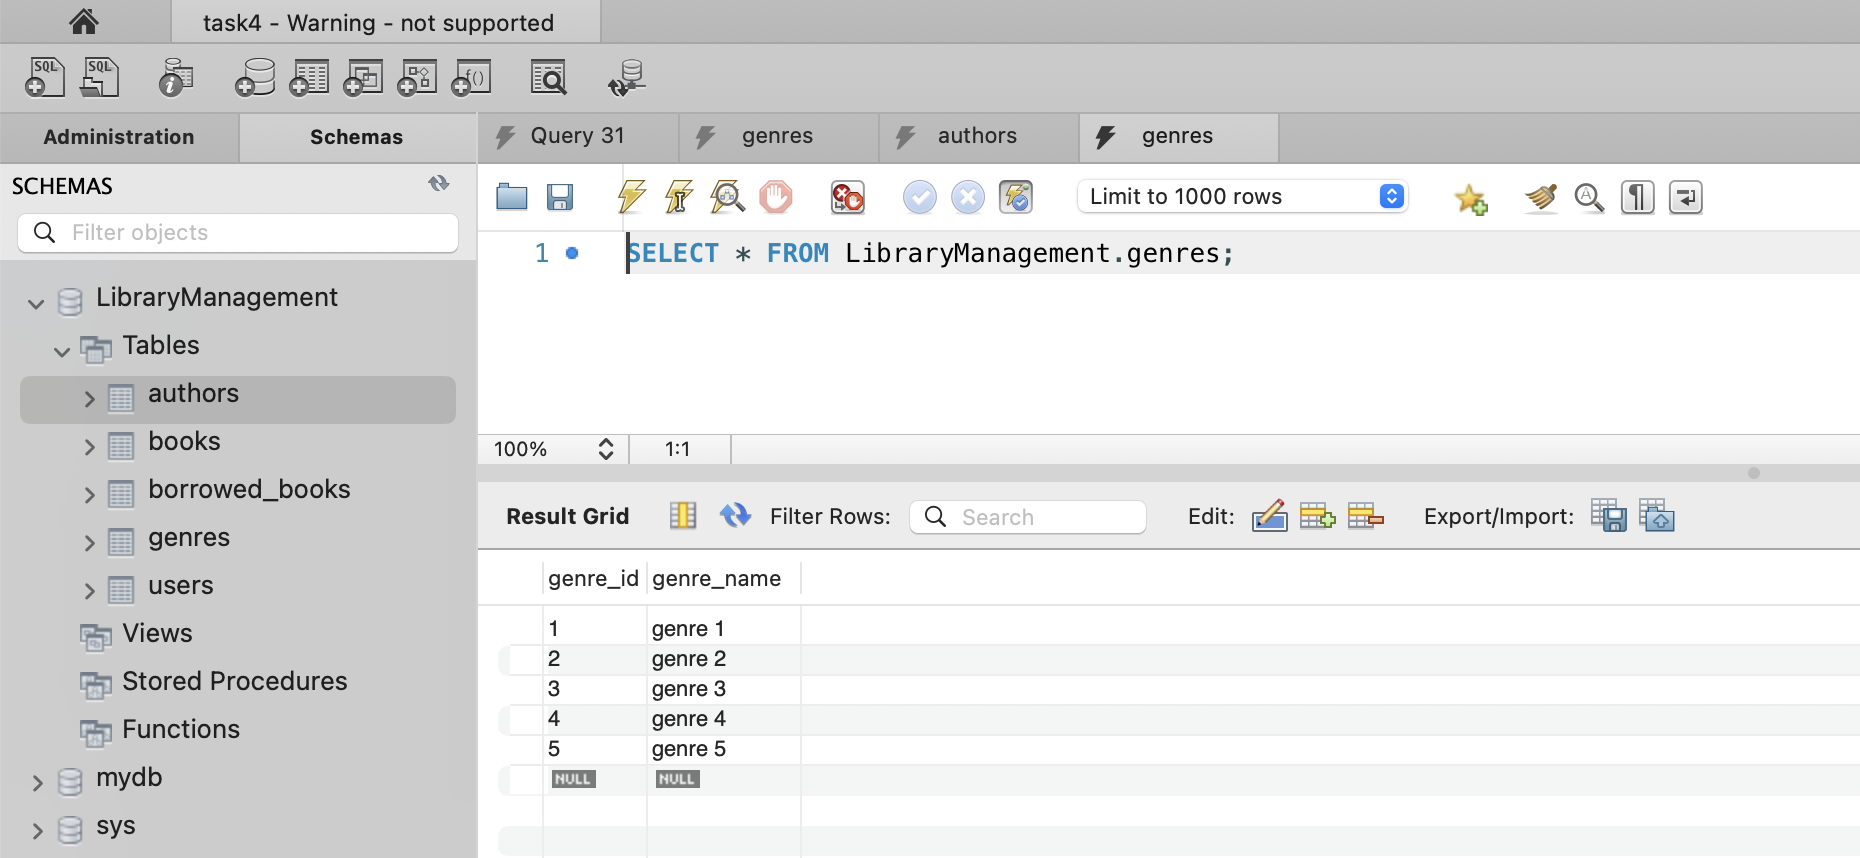 task4 - Warning - not supported
SQL SQL f()
Administration Schemas Query 31 genres authors genres
SCHEMAS
Limit to 1000 rows
Filter objects
1 SELECT * FROM LibraryManagement.genres;
LibraryManagement
Tables
authors
books
borrowed_books
genres
users
Views
Stored Procedures
Functions
mydb
sys
100% 1:1
Result Grid Filter Rows: Search Edit: Export/Import:
genre_id genre_name
1 genre 1
2 genre 2
3 genre 3
4 genre 4
5 genre 5
NULL NULL